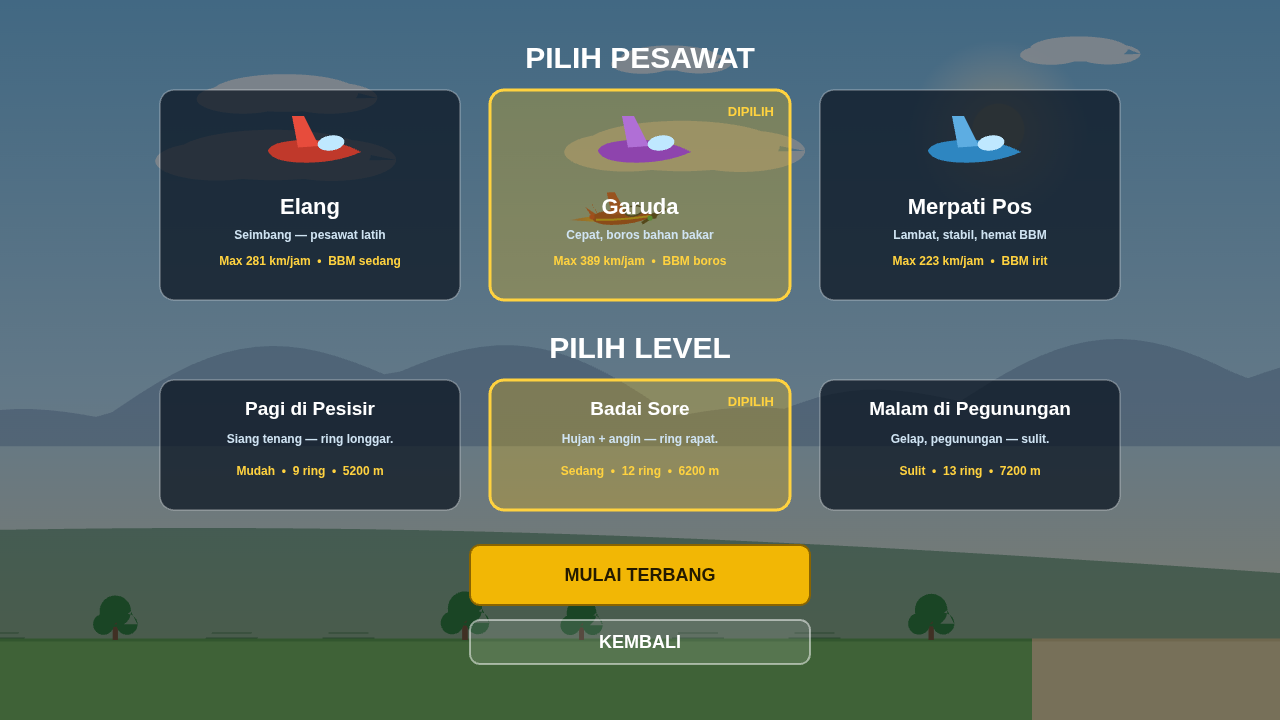 PILIH PESAWAT
DIPILIH
Elang
Seimbang — pesawat latih
Max 281 km/jam • BBM sedang
Garuda
Cepat, boros bahan bakar
Max 389 km/jam • BBM boros
Merpati Pos
Lambat, stabil, hemat BBM
Max 223 km/jam • BBM irit
PILIH LEVEL
Pagi di Pesisir
Siang tenang — ring longgar.
Mudah • 9 ring • 5200 m
DIPILIH
Badai Sore
Hujan + angin — ring rapat.
Sedang • 12 ring • 6200 m
Malam di Pegunungan
Gelap, pegunungan — sulit.
Sulit • 13 ring • 7200 m
MULAI TERBANG
KEMBALI